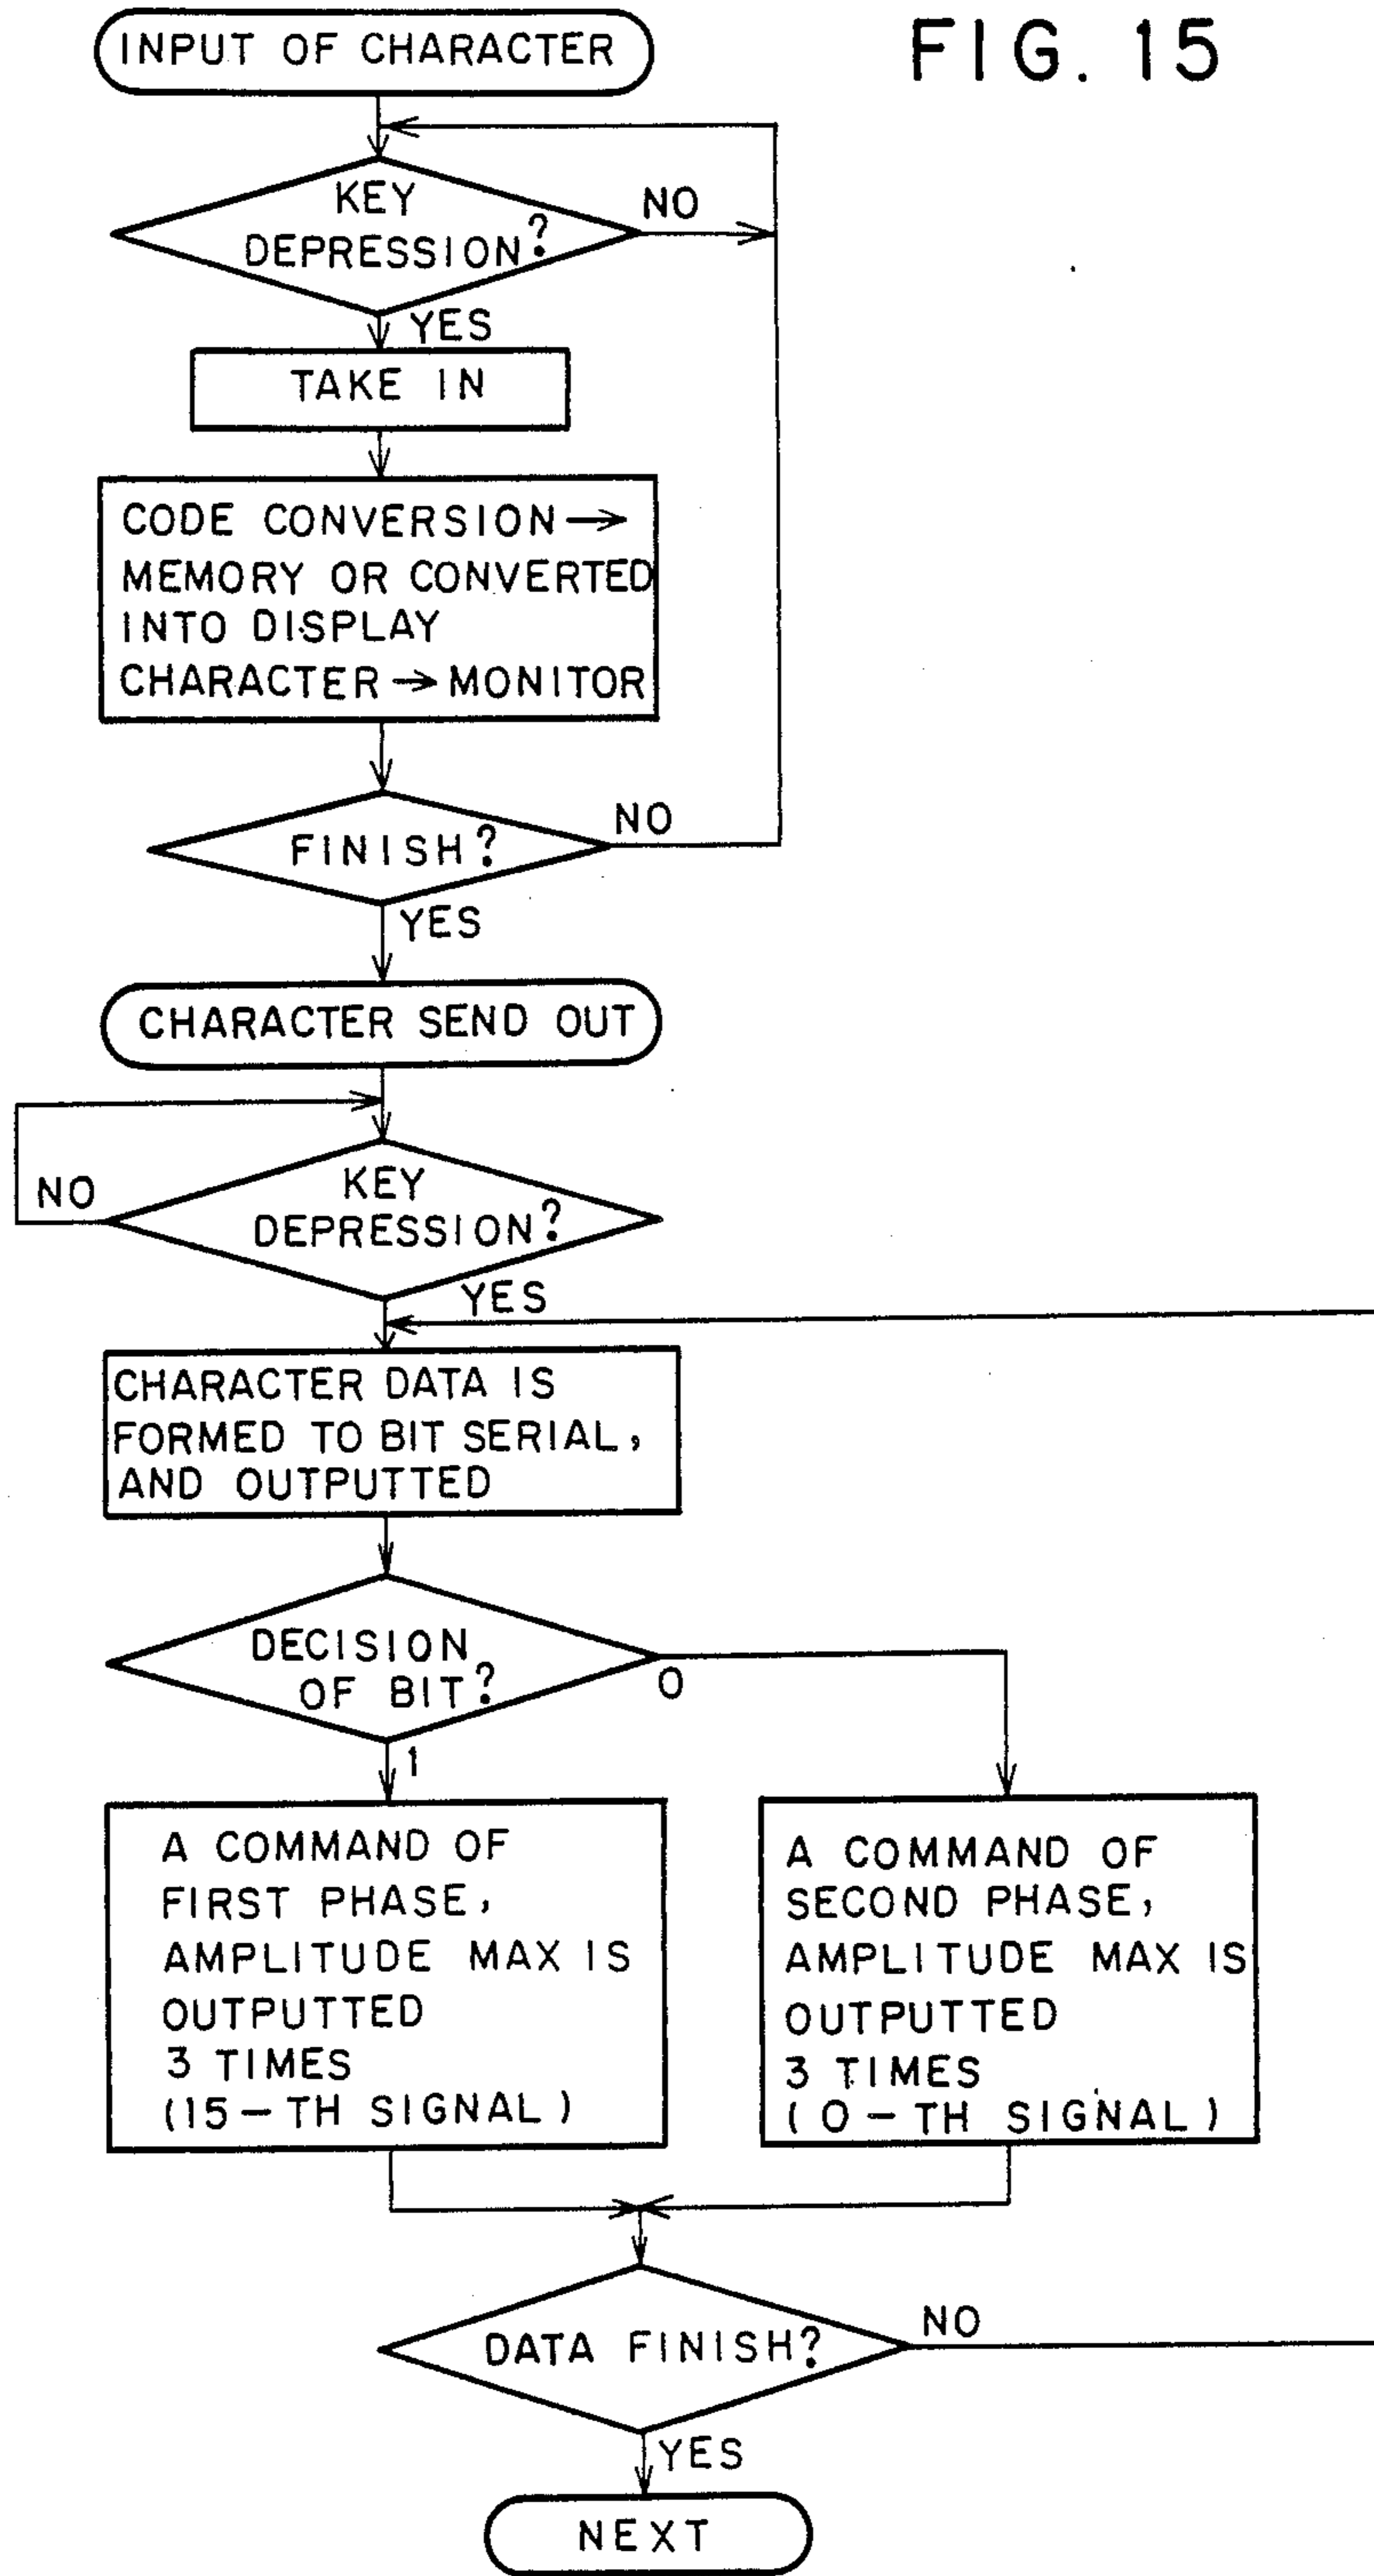 FIG. 15
INPUT OF CHARACTER
KEY
DEPRESSION?
NO
YES
TAKE IN
CODE CONVERSION →
MEMORY OR CONVERTED
INTO DISPLAY
CHARACTER → MONITOR
FINISH?
NO
YES
CHARACTER SEND OUT
KEY
DEPRESSION?
NO
YES
CHARACTER DATA IS
FORMED TO BIT SERIAL,
AND OUTPUTTED
DECISION
OF BIT?
0
1
A COMMAND OF
FIRST PHASE,
AMPLITUDE MAX IS
OUTPUTTED
3 TIMES
(15-TH SIGNAL)
A COMMAND OF
SECOND PHASE,
AMPLITUDE MAX IS
OUTPUTTED
3 TIMES
(0-TH SIGNAL)
DATA FINISH?
NO
YES
NEXT